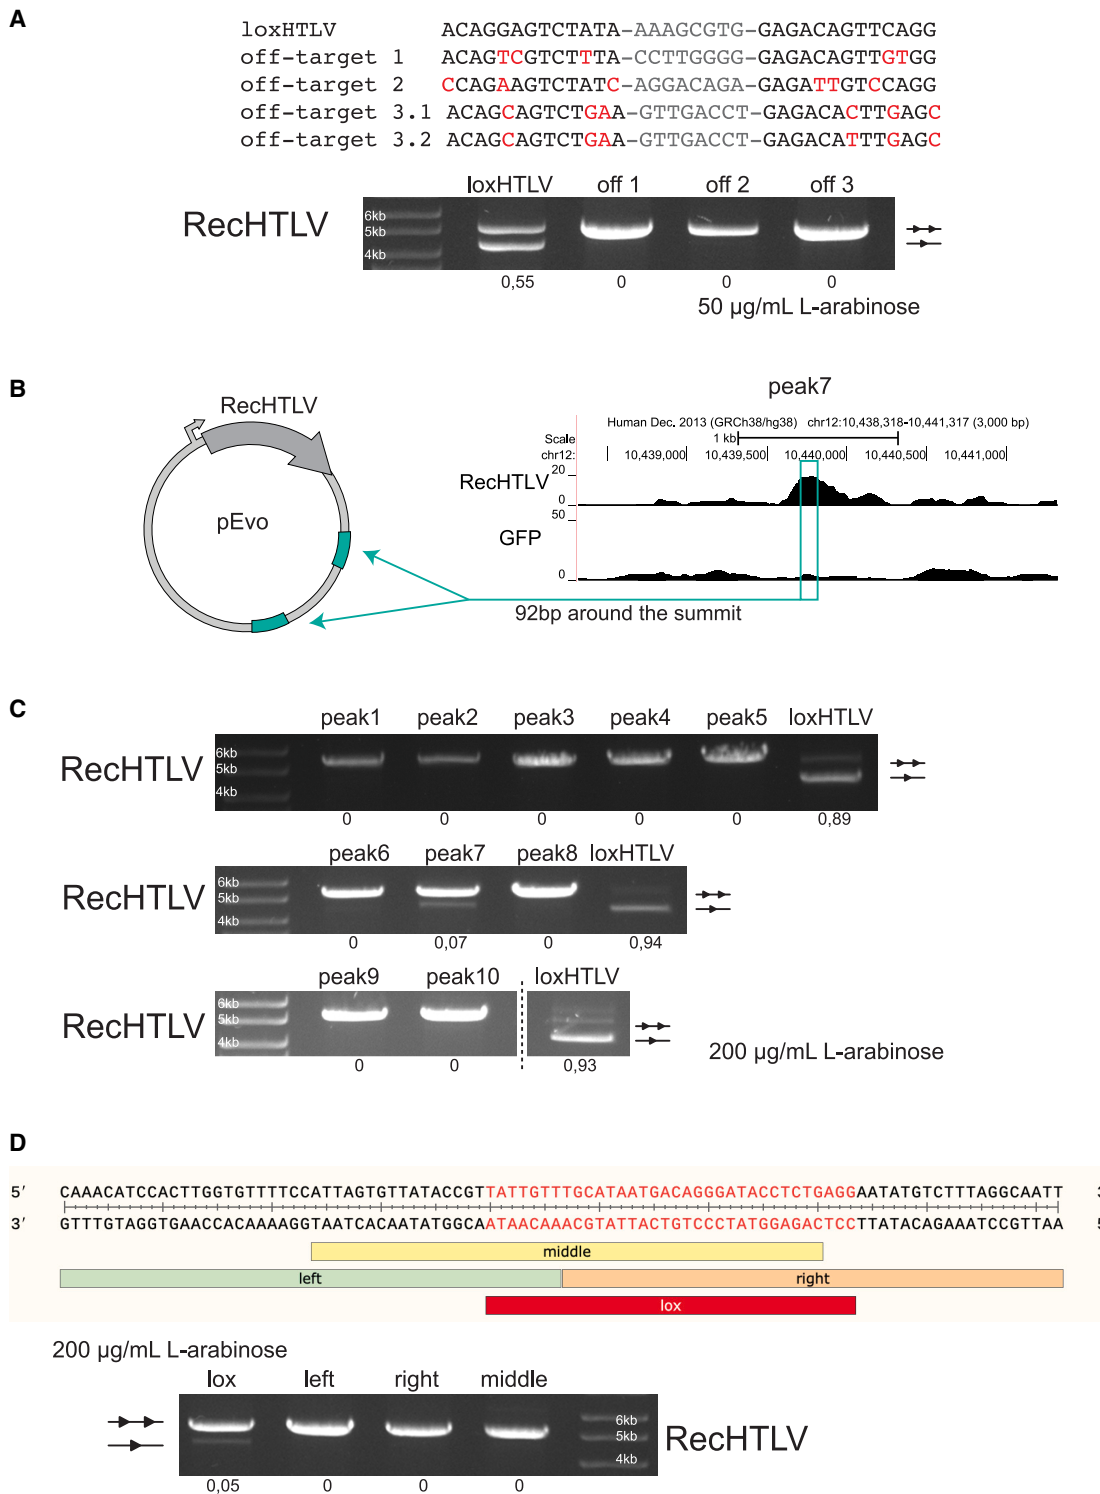 A
loxHTLV ACAGGAGTCTATA-AAAGCGTG-GAGACAGTTCAGG
off-target 1 ACAGTCGTCTTTA-CCTTGGGG-GAGACAGTTGTGG
off-target 2 CCAGAAGTCTATC-AGGACAGA-GAGATTGTCCAGG
off-target 3.1 ACAGCAGTCTGAA-GTTGACCT-GAGACACTTGAGC
off-target 3.2 ACAGCAGTCTGAA-GTTGACCT-GAGACATTTGAGC
loxHTLV off 1 off 2 off 3
RecHTLV
6kb
5kb
4kb
0,55 0 0 0
50 µg/mL L-arabinose
B
peak7
RecHTLV
pEvo
Human Dec. 2013 (GRCh38/hg38) chr12:10,438,318-10,441,317 (3,000 bp)
Scale 1 kb
chr12: 10,439,000 10,439,500 10,440,000 10,440,500 10,441,000
RecHTLV 20
0
50
GFP
0
92bp around the summit
C
peak1 peak2 peak3 peak4 peak5 loxHTLV
RecHTLV
6kb
5kb
4kb
0 0 0 0 0 0,89
peak6 peak7 peak8 loxHTLV
RecHTLV
6kb
5kb
4kb
0 0,07 0 0,94
peak9 peak10 loxHTLV
RecHTLV
6kb
5kb
4kb
0 0 0,93
200 µg/mL L-arabinose
D
5′ CAAACATCCACTTGGTGTTTTCCATTAGTGTTATACCGTTATTGTTTGCATAATGACAGGGATACCTCTGAGGAATATGTCTTTAGGCAATT 3
3′ GTTTGTAGGTGAACCACAAAAGGTAATCACAATATGGCAATAACAAACGTATTACTGTCCCTATGGAGACTCCTTATACAGAAATCCGTTAA 5
middle
left right
lox
200 µg/mL L-arabinose
lox left right middle
6kb
5kb
4kb
RecHTLV
0,05 0 0 0